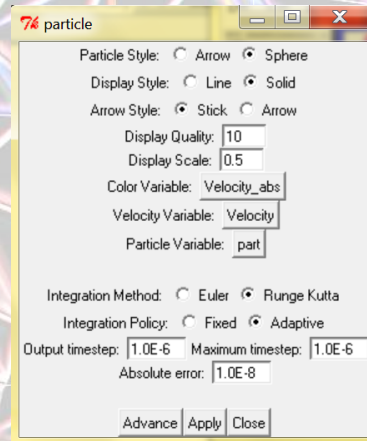 particle
Particle Style: Arrow Sphere
Display Style: Line Solid
Arrow Style: Stick Arrow
Display Quality: 10
Display Scale: 0.5
Color Variable: Velocity_abs
Velocity Variable: Velocity
Particle Variable: part
Integration Method: Euler Runge Kutta
Integration Policy: Fixed Adaptive
Output timestep: 1.0E-6 Maximum timestep: 1.0E-6
Absolute error: 1.0E-8
Advance Apply Close